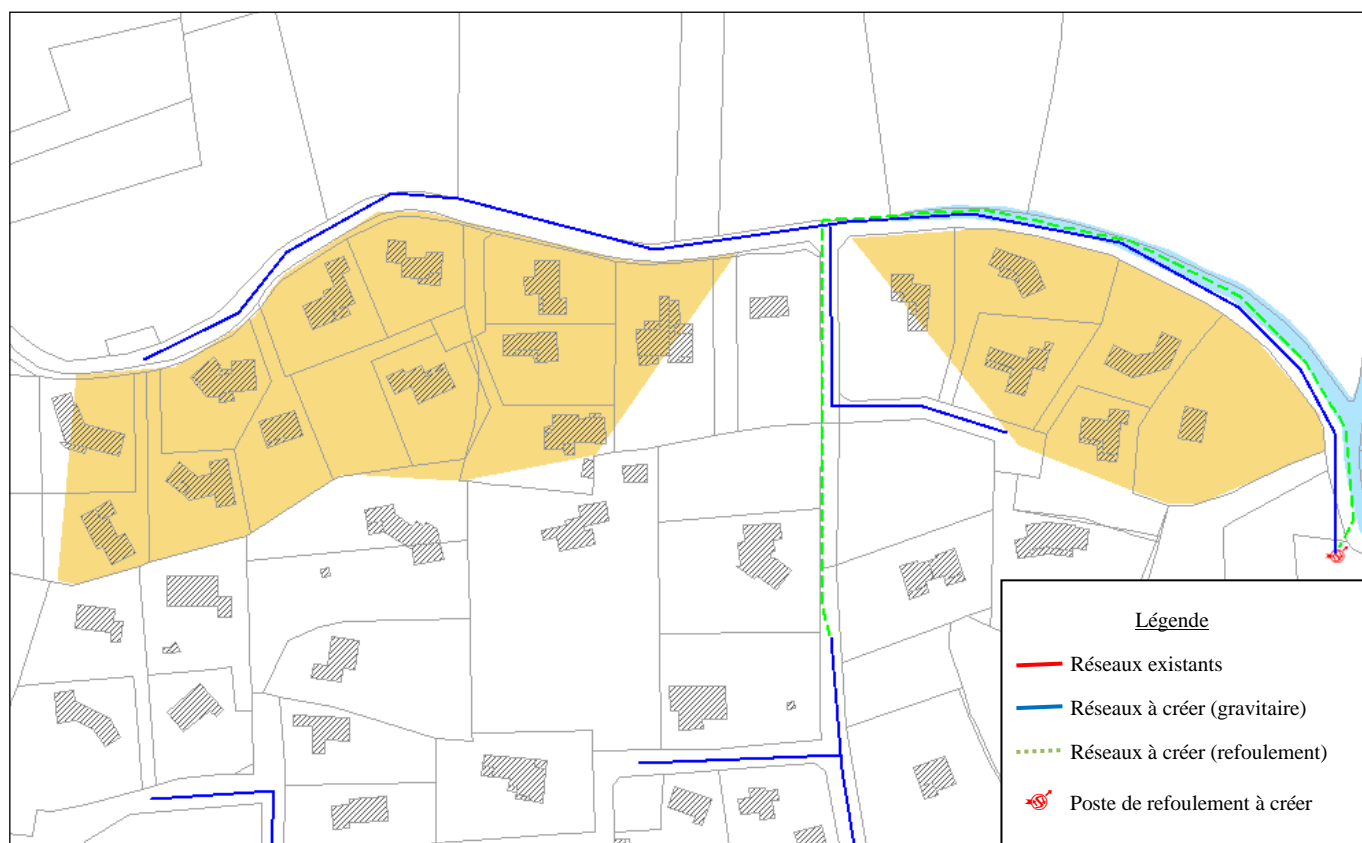 Légende
Réseaux existants
Réseaux à créer (gravitaire)
Réseaux à créer (refoulement)
Poste de refoulement à créer